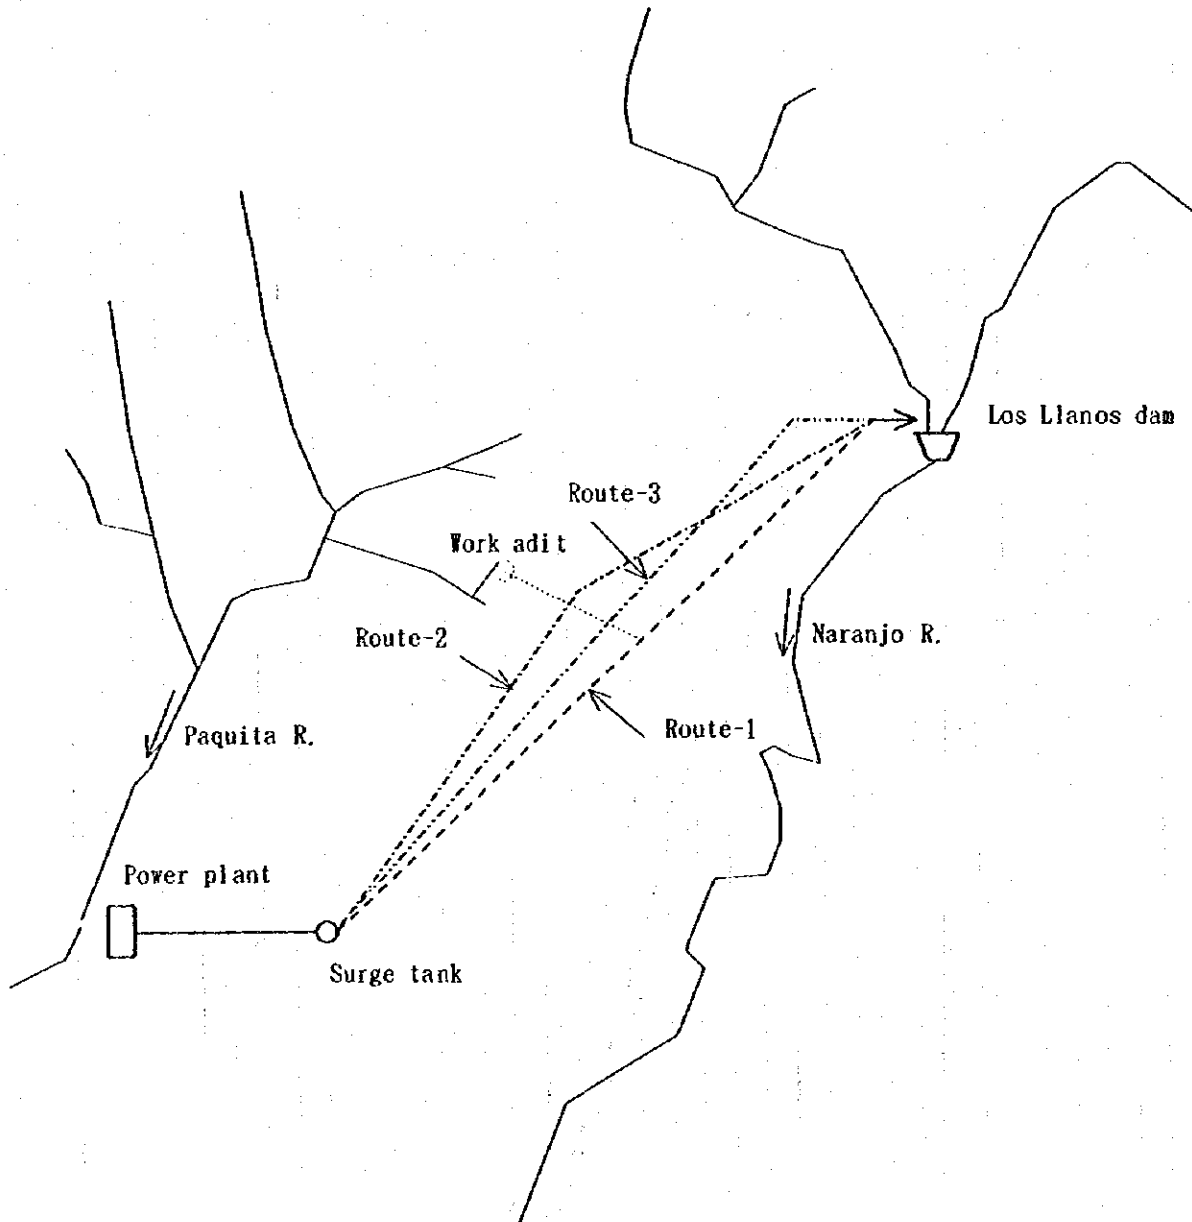 Los Llanos dam
Route-3
Work adit
Route-2
Naranjo R.
Route-1
Paquita R.
Power plant
Surge tank